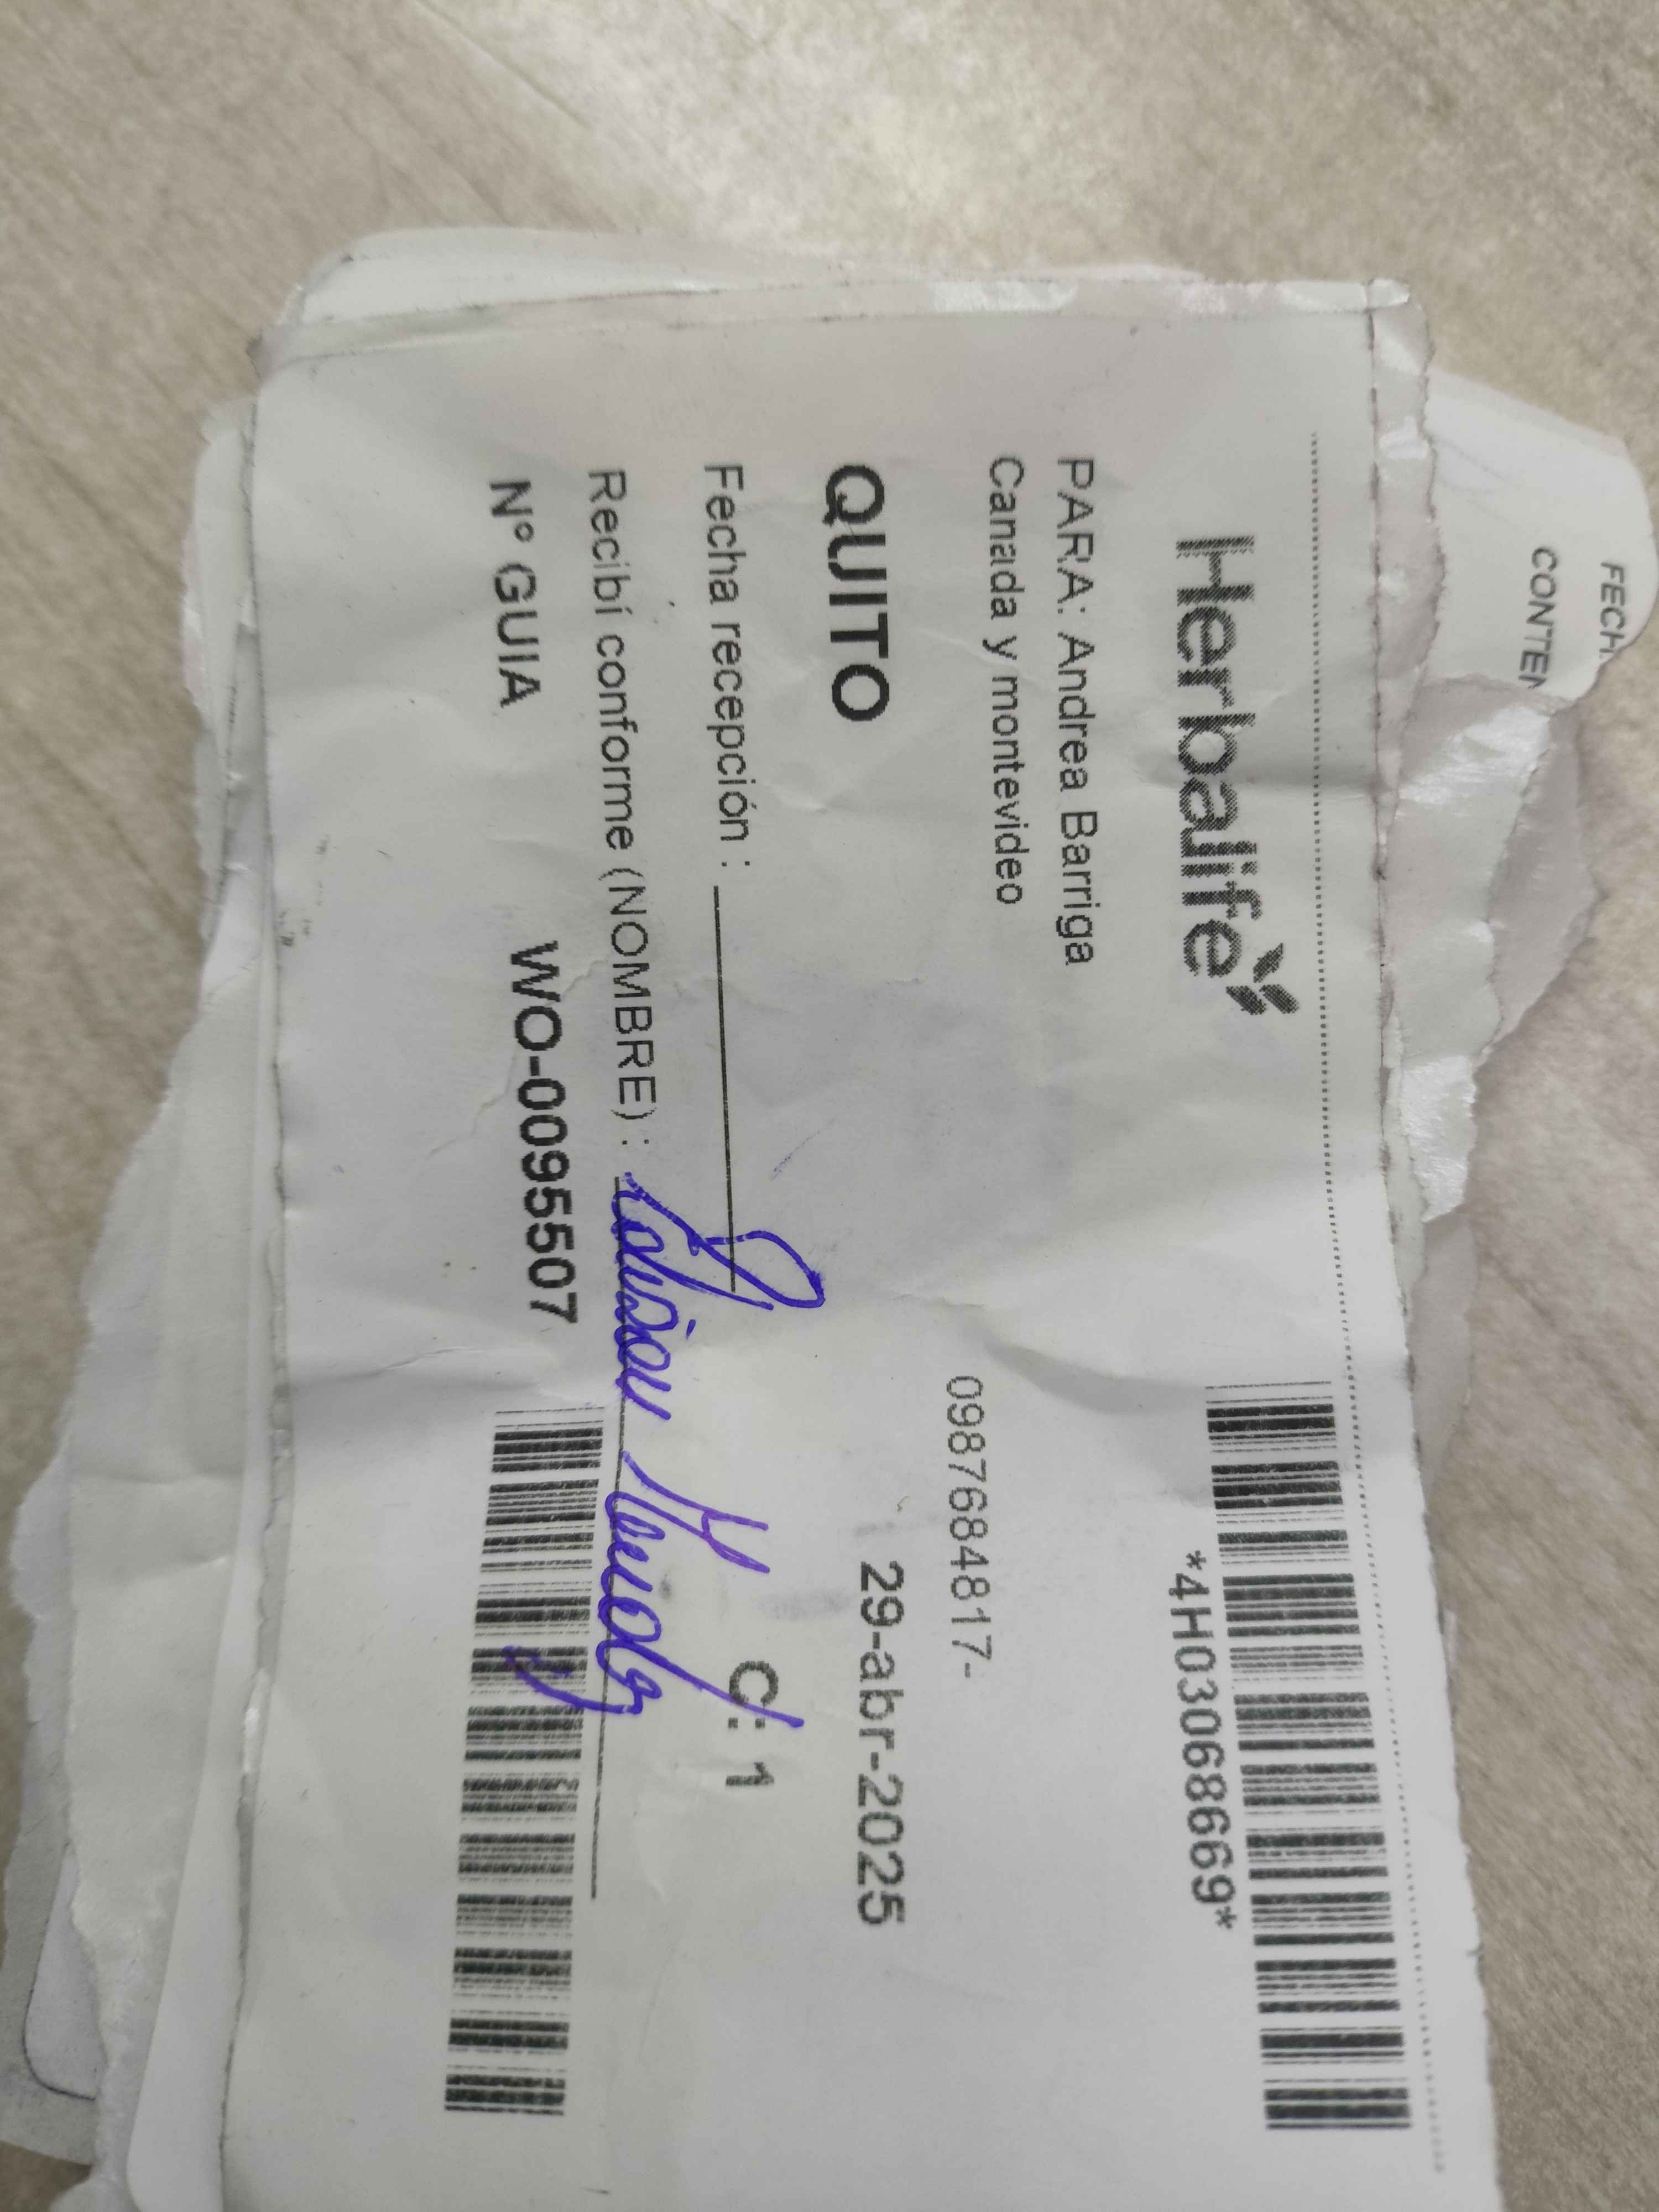 Herbalife
*4H03068669*
PARA: Andrea Barriga
Canada y montevideo
0987684817-
QUITO
29-abr-2025
Fecha recepción :
C: 1
Recibí conforme (NOMBRE) :
Nº GUIA
WO-0095507
FECH
CONTEN